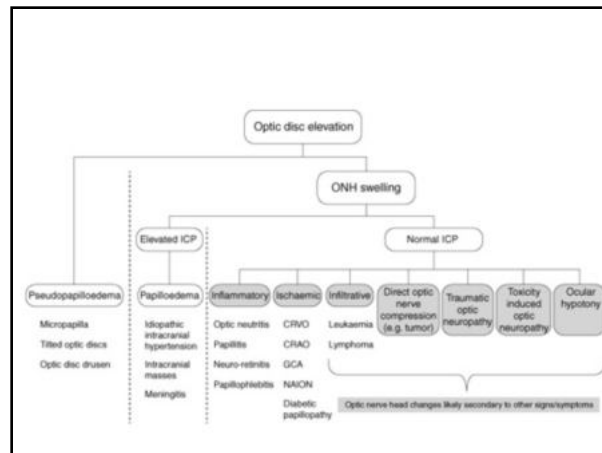 Optic disc elevation
ONH swelling
Elevated ICP
Normal ICP
Pseudopapilloedema
Papilloedema
Inflammatory
Ischaemic
Infiltrative
Direct optic
nerve
compression
(e.g. tumor)
Traumatic
optic
neuropathy
Toxicity
induced
optic
neuropathy
Ocular
hypotony
Micropapilla
Tilted optic discs
Optic disc drusen
Idiopathic
intracranial
hypertension
Intracranial
masses
Meningitis
Optic neutritis
Papillitis
Neuro-retinitis
Papillophlebitis
CRVO
CRAO
GCA
NAION
Diabetic
papillopathy
Leukaemia
Lymphoma
Optic nerve head changes likely secondary to other signs/symptoms